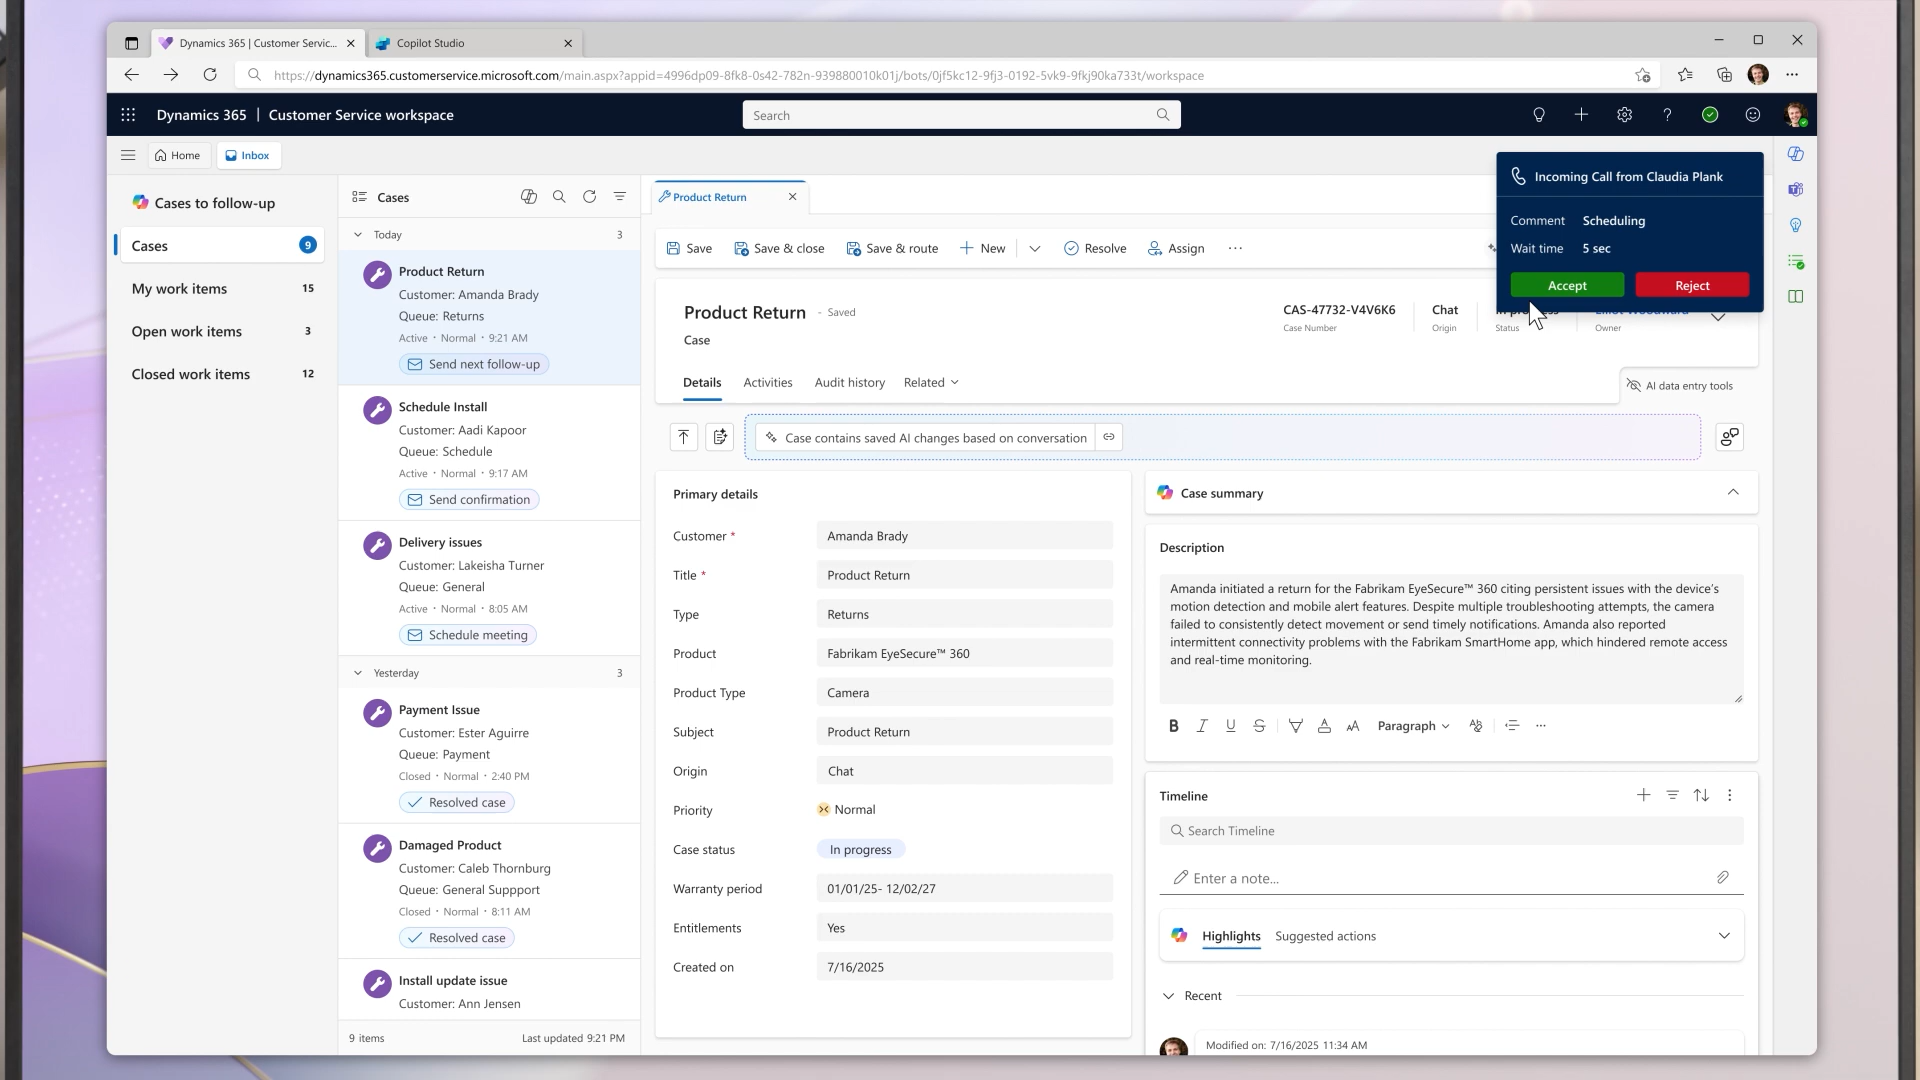 Dynamics 365 | Customer Servic...
Copilot Studio
https://dynamics365.customerservice.microsoft.com/main.aspx?appid=4996dp09-8fk8-0s42-782n-939880010k01j/bots/0jf5kc12-9fj3-0192-5vk9-9fkj90ka733t/workspace
Dynamics 365 | Customer Service workspace
Search
Home
Inbox
Incoming Call from Claudia Plank
Comment Scheduling
Wait time 5 sec
Accept
Reject
Cases to follow-up
Cases 9
My work items 15
Open work items 3
Closed work items 12
Cases
Today 3
Product Return
Customer: Amanda Brady
Queue: Returns
Active · Normal · 9:21 AM
Send next follow-up
Schedule Install
Customer: Aadi Kapoor
Queue: Schedule
Active · Normal · 9:17 AM
Send confirmation
Delivery issues
Customer: Lakeisha Turner
Queue: General
Active · Normal · 8:05 AM
Schedule meeting
Yesterday 3
Payment Issue
Customer: Ester Aguirre
Queue: Payment
Closed · Normal · 2:40 PM
Resolved case
Damaged Product
Customer: Caleb Thornburg
Queue: General Suppport
Closed · Normal · 8:11 AM
Resolved case
Install update issue
Customer: Ann Jensen
9 items
Last updated 9:21 PM
Product Return
Save
Save & close
Save & route
New
Resolve
Assign
Product Return - Saved
Case
CAS-47732-V4V6K6
Case Number
Chat
Origin
Status
Owner
Details
Activities
Audit history
Related
AI data entry tools
Case contains saved AI changes based on conversation
Primary details
Customer * Amanda Brady
Title * Product Return
Type Returns
Product Fabrikam EyeSecure™ 360
Product Type Camera
Subject Product Return
Origin Chat
Priority Normal
Case status In progress
Warranty period 01/01/25- 12/02/27
Entitlements Yes
Created on 7/16/2025
Case summary
Description
Amanda initiated a return for the Fabrikam EyeSecure™ 360 citing persistent issues with the device’s
motion detection and mobile alert features. Despite multiple troubleshooting attempts, the camera
failed to consistently detect movement or send timely notifications. Amanda also reported
intermittent connectivity problems with the Fabrikam SmartHome app, which hindered remote access
and real-time monitoring.
B I U S
Paragraph
Timeline
Search Timeline
Enter a note...
Highlights
Suggested actions
Recent
Modified on: 7/16/2025 11:34 AM